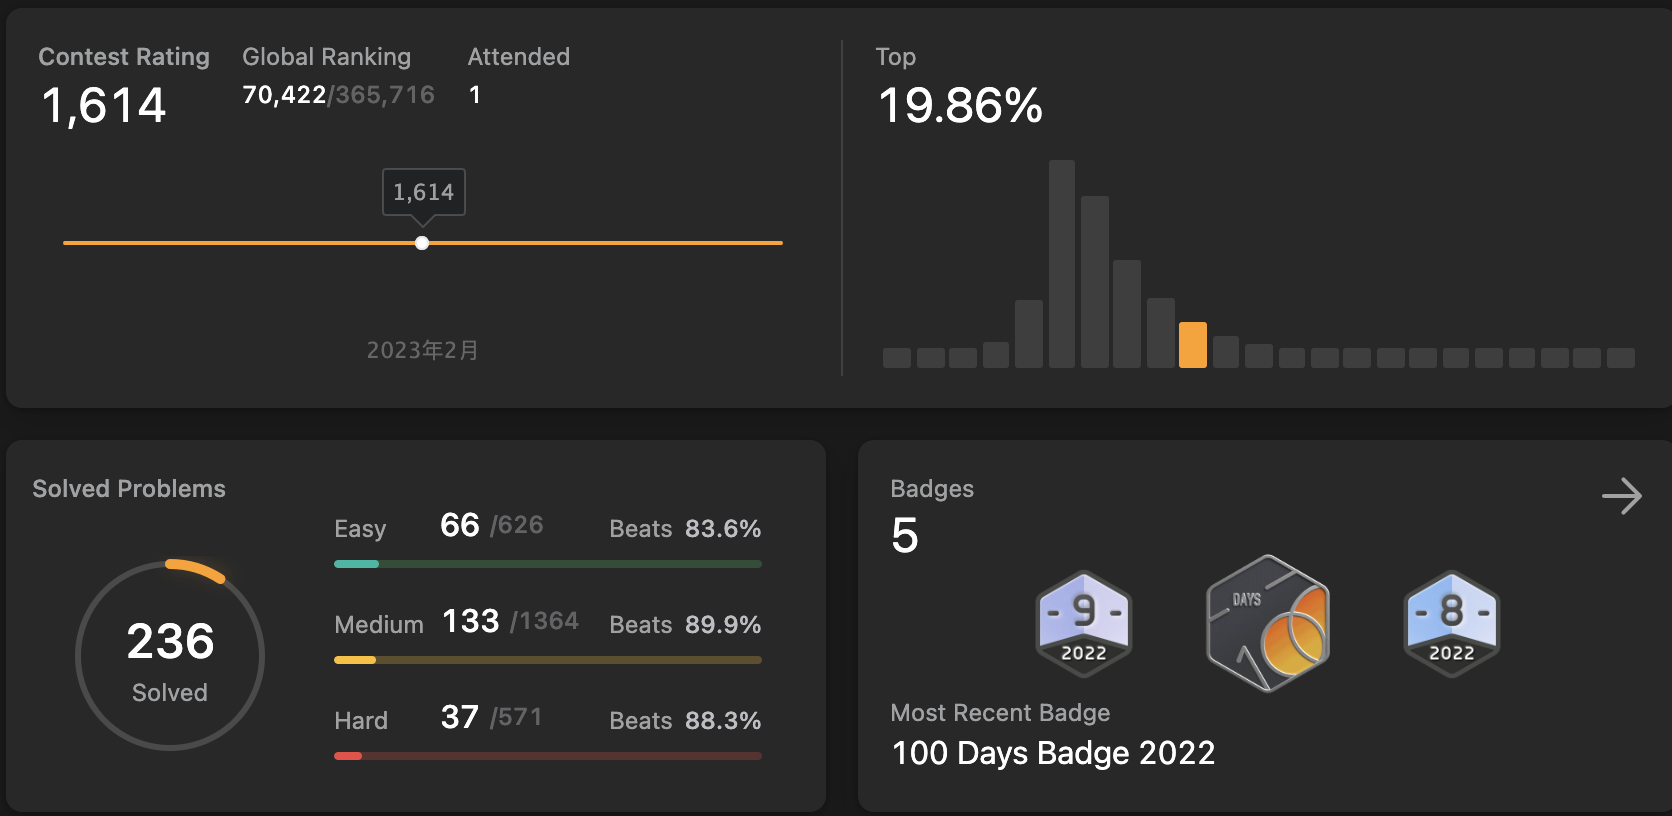 Contest Rating
1,614
Global Ranking
70,422/365,716
Attended
1
1,614
2023年2月
Top
19.86%
Solved Problems
236
Solved
Easy 66 /626 Beats 83.6%
Medium 133 /1364 Beats 89.9%
Hard 37 /571 Beats 88.3%
Badges
5
9
2022
DAYS
8
2022
Most Recent Badge
100 Days Badge 2022